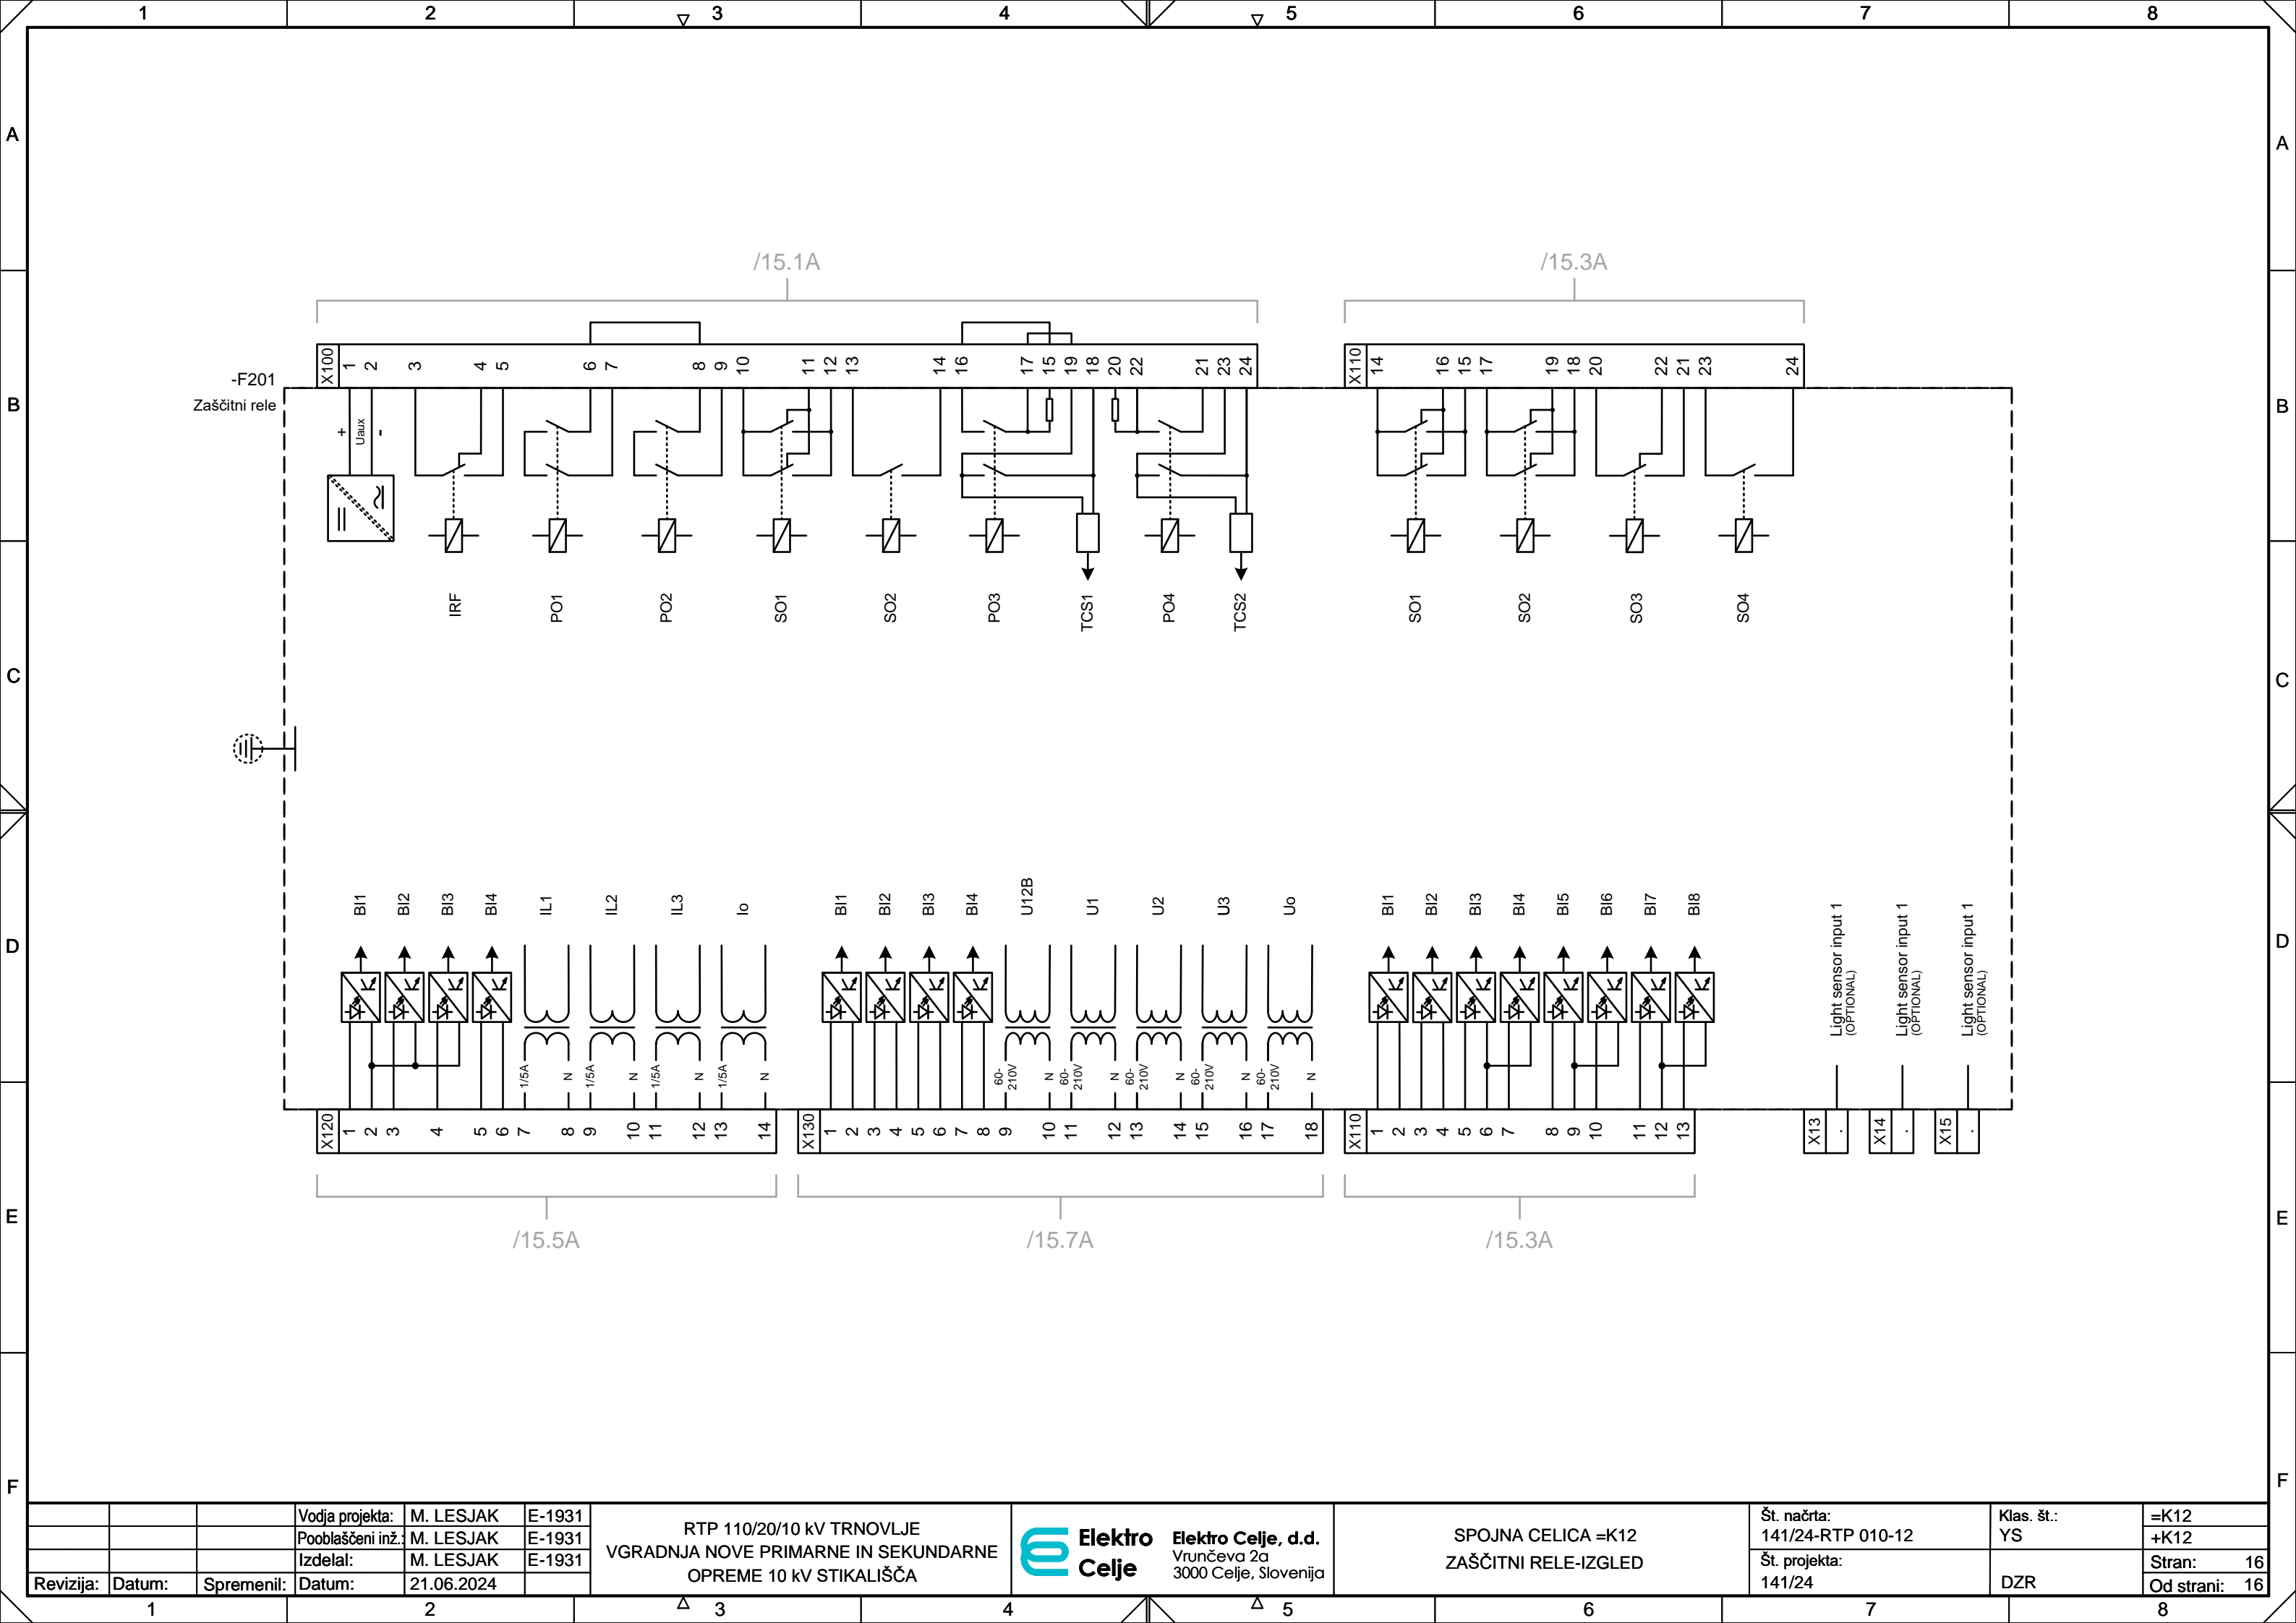 1 2 3 4 5 6 7 8
A A
/15.1A /15.3A
X100 1 2 3 4 5 6 7 8 9 10 11 12 13 14 16 17 15 19 18 20 22 21 23 24
X110 14 16 15 17 19 18 20 22 21 23 24
-F201
Zaščitni rele
B B
+ Uaux -
IRF PO1 PO2 SO1 SO2 PO3 TCS1 PO4 TCS2 SO1 SO2 SO3 SO4
C C
BI1 BI2 BI3 BI4 IL1 IL2 IL3 Io
BI1 BI2 BI3 BI4 U12B U1 U2 U3 Uo
BI1 BI2 BI3 BI4 BI5 BI6 BI7 BI8
Light sensor input 1
(OPTIONAL)
Light sensor input 1
(OPTIONAL)
Light sensor input 1
(OPTIONAL)
D D
1/5A N 1/5A N 1/5A N 1/5A N
60-210V N 60-210V N 60-210V N 60-210V N 60-210V N
X120 1 2 3 4 5 6 7 8 9 10 11 12 13 14
X130 1 2 3 4 5 6 7 8 9 10 11 12 13 14 15 16 17 18
X110 1 2 3 4 5 6 7 8 9 10 11 12 13
X13 . X14 . X15 .
E E
/15.5A /15.7A /15.3A
F F
Vodja projekta: M. LESJAK E-1931
Pooblaščeni inž.: M. LESJAK E-1931
Izdelal: M. LESJAK E-1931
Revizija: Datum: Spremenil: Datum: 21.06.2024
RTP 110/20/10 kV TRNOVLJE
VGRADNJA NOVE PRIMARNE IN SEKUNDARNE
OPREME 10 kV STIKALIŠČA
Elektro
Celje
Elektro Celje, d.d.
Vrunčeva 2a
3000 Celje, Slovenija
SPOJNA CELICA =K12
ZAŠČITNI RELE-IZGLED
Št. načrta:
141/24-RTP 010-12
Št. projekta:
141/24
Klas. št.:
YS
DZR
=K12
+K12
Stran: 16
Od strani: 16
1 2 3 4 5 6 7 8